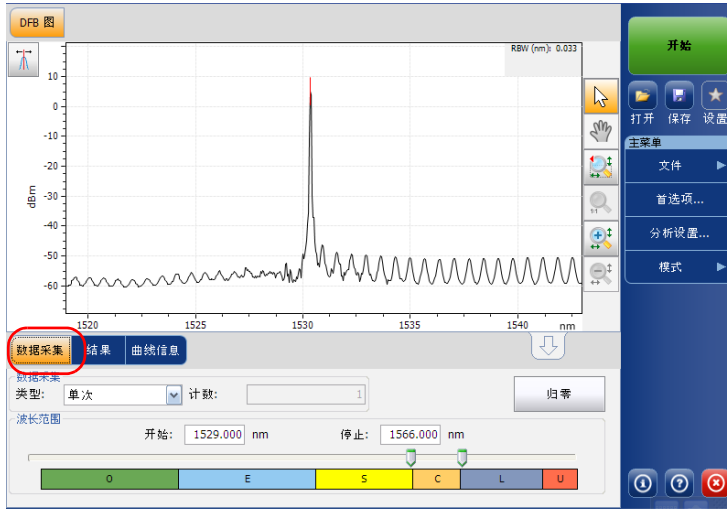 DFB 图
RBW (nm): 0.033
10
0
-10
-20
-30
-40
-50
-60
dBm
1520
1525
1530
1535
1540
nm
1:1
开始
打开
保存
设置
主菜单
文件
首选项...
分析设置...
模式
数据采集
结果
曲线信息
数据采集
类型:
单次
计数:
1
归零
波长范围
开始: 1529.000 nm
停止: 1566.000 nm
O
E
S
C
L
U